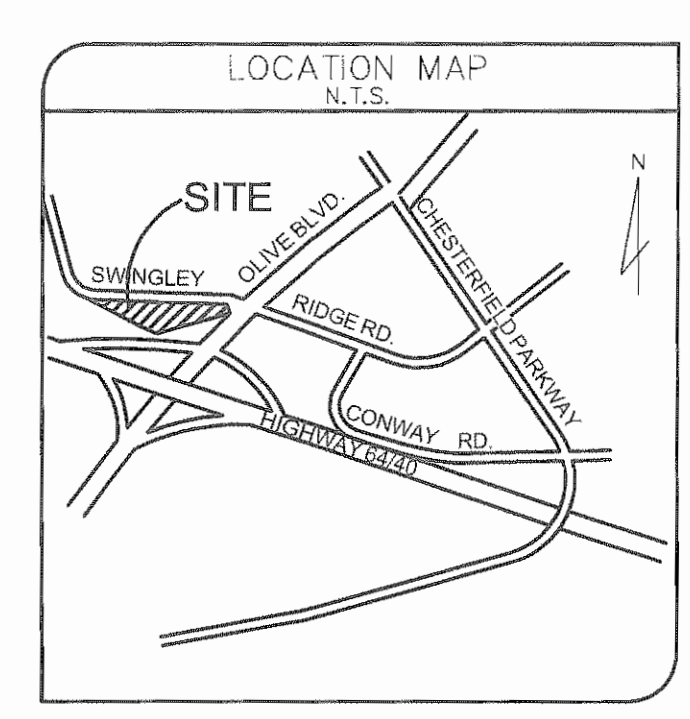 LOCATION MAP
N.T.S.
N
SITE
OLIVE BLVD.
CHESTERFIELD PARKWAY
SWINGLEY
RIDGE RD.
CONWAY RD.
HIGHWAY 64/40